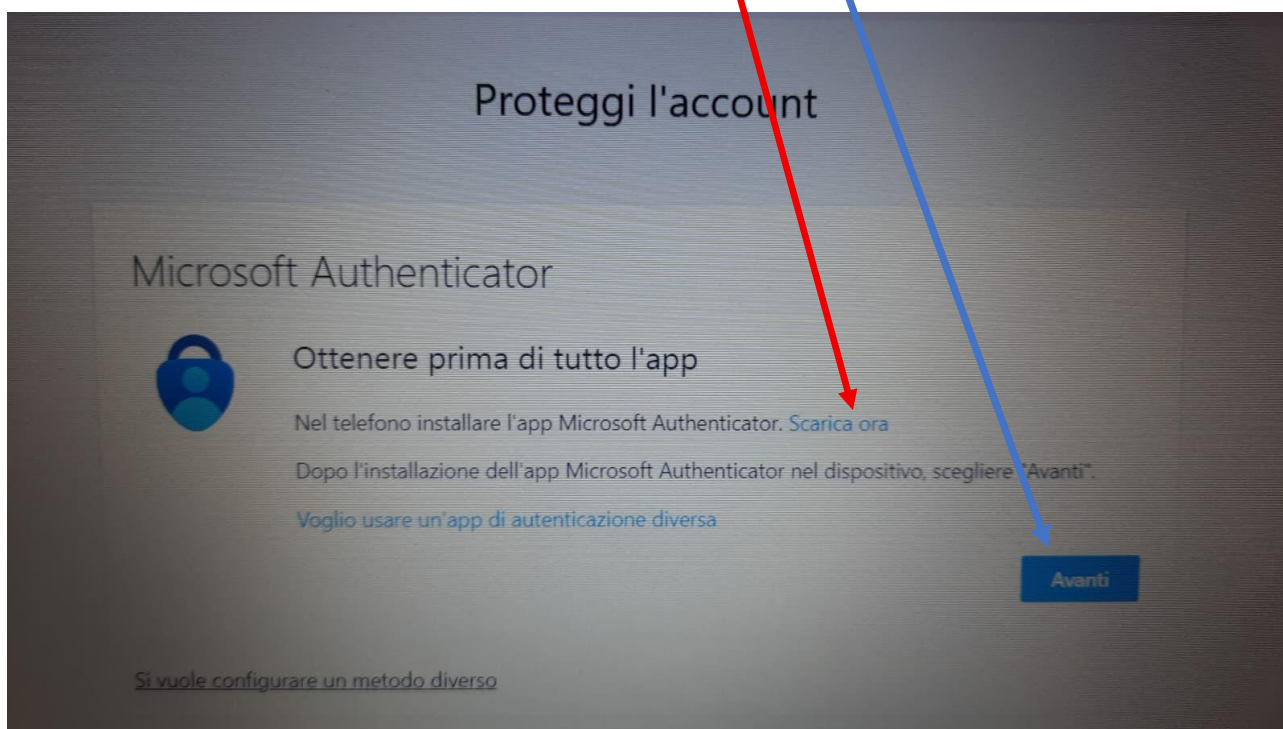 Proteggi l'account
Microsoft Authenticator
Ottenere prima di tutto l'app
Nel telefono installare l'app Microsoft Authenticator. Scarica ora
Dopo l'installazione dell'app Microsoft Authenticator nel dispositivo, scegliere "Avanti".
Voglio usare un'app di autenticazione diversa
Avanti
Si vuole configurare un metodo diverso